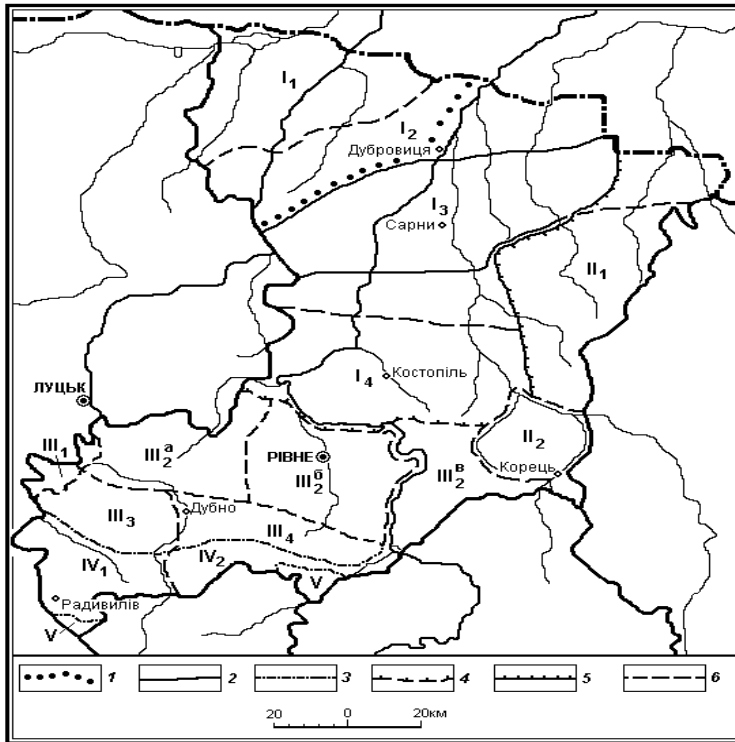 I1
I2
Дубровиця
I3
Сарни
II1
I4
Костопіль
ЛУЦЬК
III1
III2а
РІВНЕ
III2б
III2в
II2
Корець
III3
Дубно
III4
IV1
IV2
V
Радивилів
V
1 2 3 4 5 6
20 0 20км